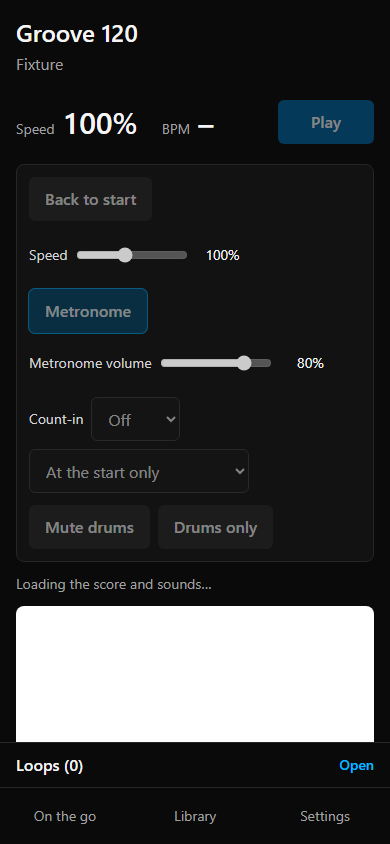 Groove 120
Fixture
Speed 100% BPM – Play
Back to start
Speed 100%
Metronome
Metronome volume 80%
Count-in Off
At the start only
Mute drums Drums only
Loading the score and sounds...
Loops (0) Open
On the go Library Settings